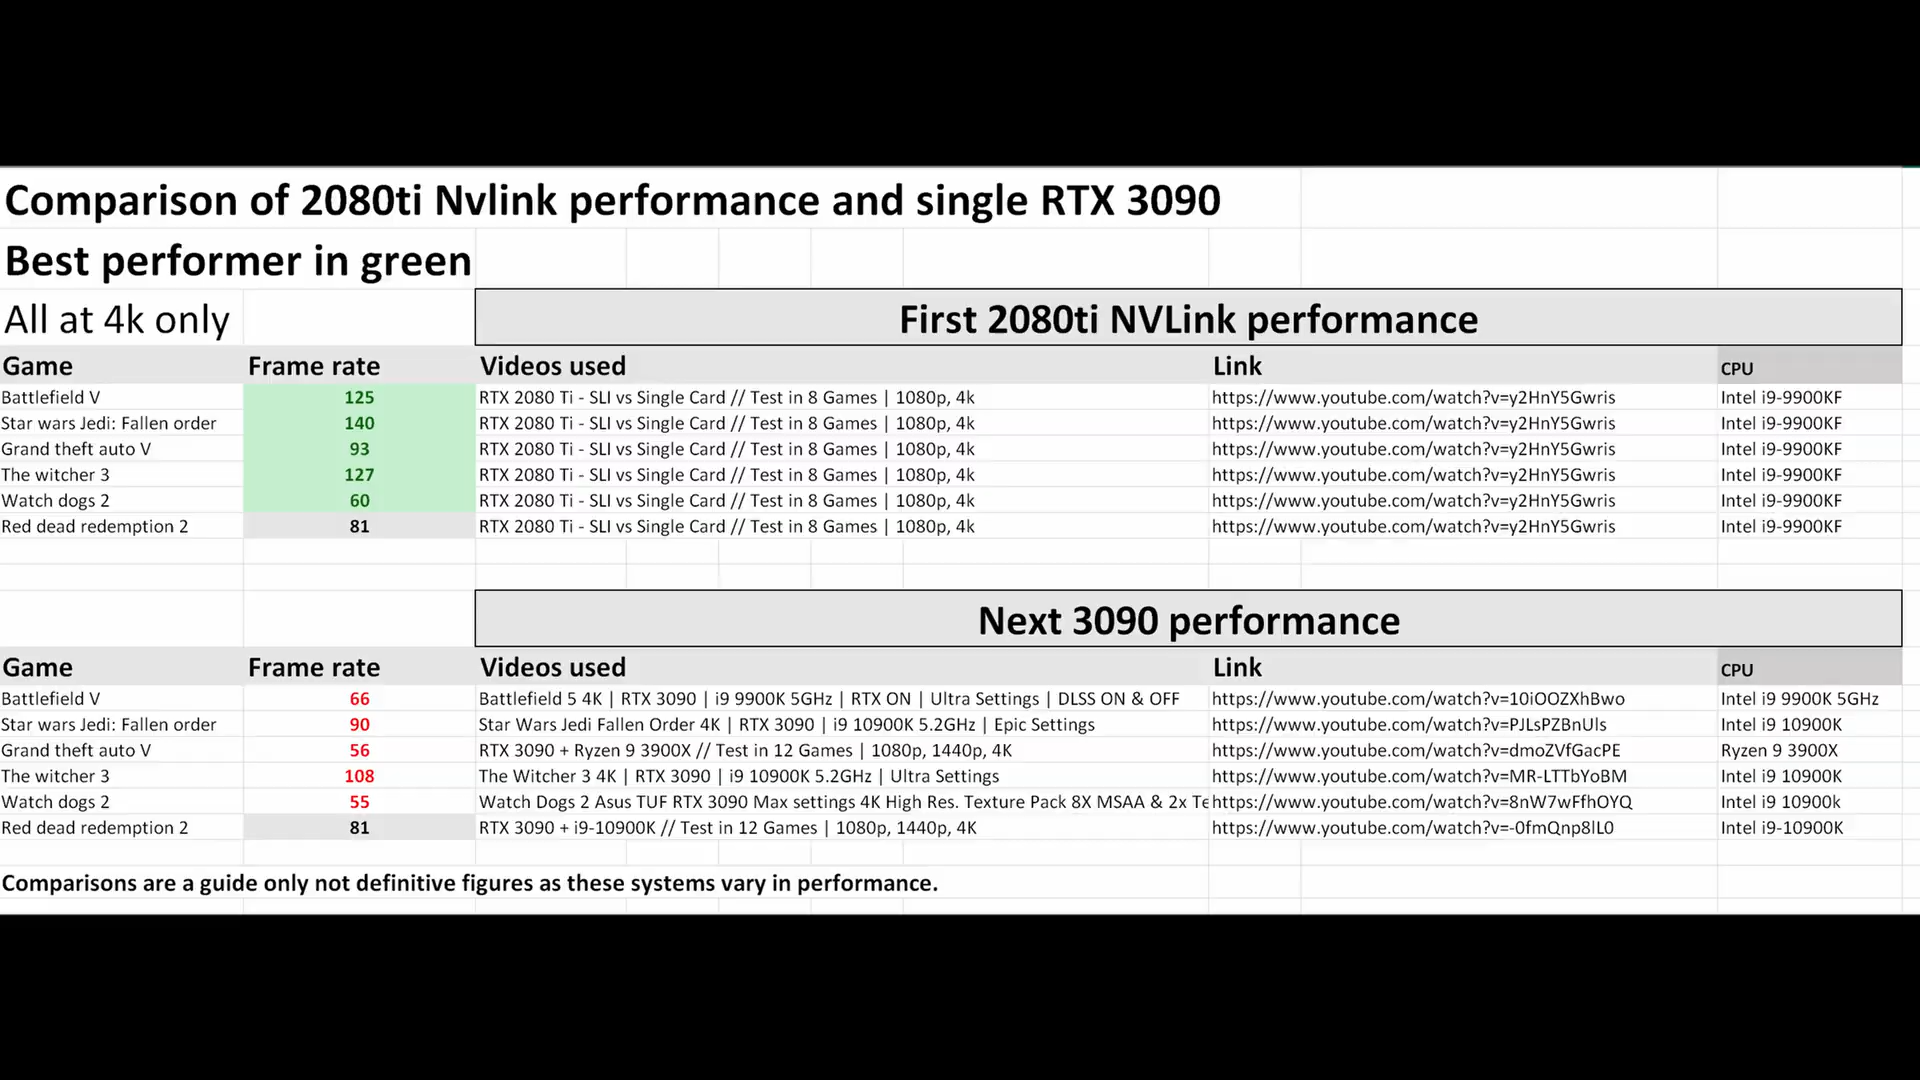 Comparison of 2080ti Nvlink performance and single RTX 3090
Best performer in green
All at 4k only First 2080ti NVLink performance
Game Frame rate Videos used Link CPU
Battlefield V 125 RTX 2080 Ti - SLI vs Single Card // Test in 8 Games | 1080p, 4k https://www.youtube.com/watch?v=y2HnY5Gwris Intel i9-9900KF
Star wars Jedi: Fallen order 140 RTX 2080 Ti - SLI vs Single Card // Test in 8 Games | 1080p, 4k https://www.youtube.com/watch?v=y2HnY5Gwris Intel i9-9900KF
Grand theft auto V 93 RTX 2080 Ti - SLI vs Single Card // Test in 8 Games | 1080p, 4k https://www.youtube.com/watch?v=y2HnY5Gwris Intel i9-9900KF
The witcher 3 127 RTX 2080 Ti - SLI vs Single Card // Test in 8 Games | 1080p, 4k https://www.youtube.com/watch?v=y2HnY5Gwris Intel i9-9900KF
Watch dogs 2 60 RTX 2080 Ti - SLI vs Single Card // Test in 8 Games | 1080p, 4k https://www.youtube.com/watch?v=y2HnY5Gwris Intel i9-9900KF
Red dead redemption 2 81 RTX 2080 Ti - SLI vs Single Card // Test in 8 Games | 1080p, 4k https://www.youtube.com/watch?v=y2HnY5Gwris Intel i9-9900KF
Next 3090 performance
Game Frame rate Videos used Link CPU
Battlefield V 66 Battlefield 5 4K | RTX 3090 | i9 9900K 5GHz | RTX ON | Ultra Settings | DLSS ON & OFF https://www.youtube.com/watch?v=10iOOZXhBwo Intel i9 9900K 5GHz
Star wars Jedi: Fallen order 90 Star Wars Jedi Fallen Order 4K | RTX 3090 | i9 10900K 5.2GHz | Epic Settings https://www.youtube.com/watch?v=PJLsPZBnUls Intel i9 10900K
Grand theft auto V 56 RTX 3090 + Ryzen 9 3900X // Test in 12 Games | 1080p, 1440p, 4K https://www.youtube.com/watch?v=dmoZVfGacPE Ryzen 9 3900X
The witcher 3 108 The Witcher 3 4K | RTX 3090 | i9 10900K 5.2GHz | Ultra Settings https://www.youtube.com/watch?v=MR-LTTbYoBM Intel i9 10900K
Watch dogs 2 55 Watch Dogs 2 Asus TUF RTX 3090 Max settings 4K High Res. Texture Pack 8X MSAA & 2x Te https://www.youtube.com/watch?v=8nW7wFfhOYQ Intel i9 10900k
Red dead redemption 2 81 RTX 3090 + i9-10900K // Test in 12 Games | 1080p, 1440p, 4K https://www.youtube.com/watch?v=-0fmQnp8lL0 Intel i9-10900K
Comparisons are a guide only not definitive figures as these systems vary in performance.